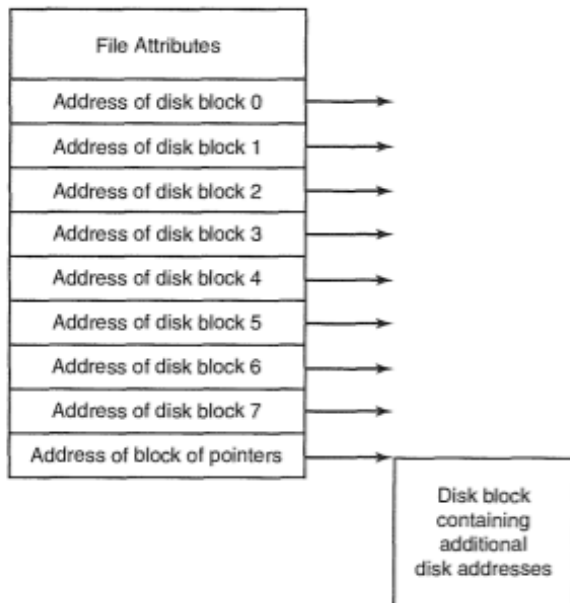 File Attributes
Address of disk block 0
Address of disk block 1
Address of disk block 2
Address of disk block 3
Address of disk block 4
Address of disk block 5
Address of disk block 6
Address of disk block 7
Address of block of pointers
Disk block
containing
additional
disk addresses